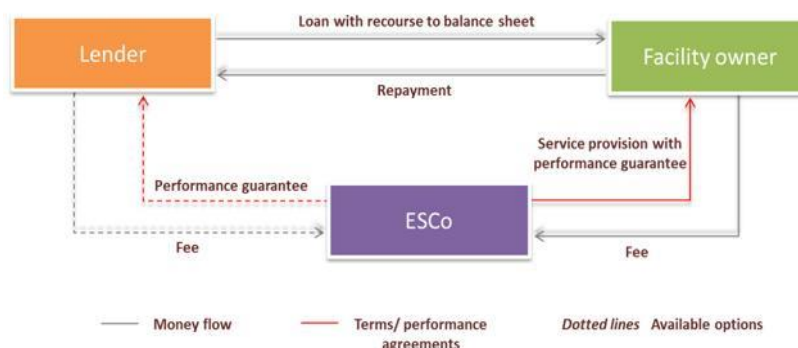 Loan with recourse to balance sheet
Lender
Facility owner
Repayment
Service provision with
performance guarantee
Performance guarantee
ESCo
Fee
Fee
Money flow
Terms/ performance
agreements
Dotted lines Available options